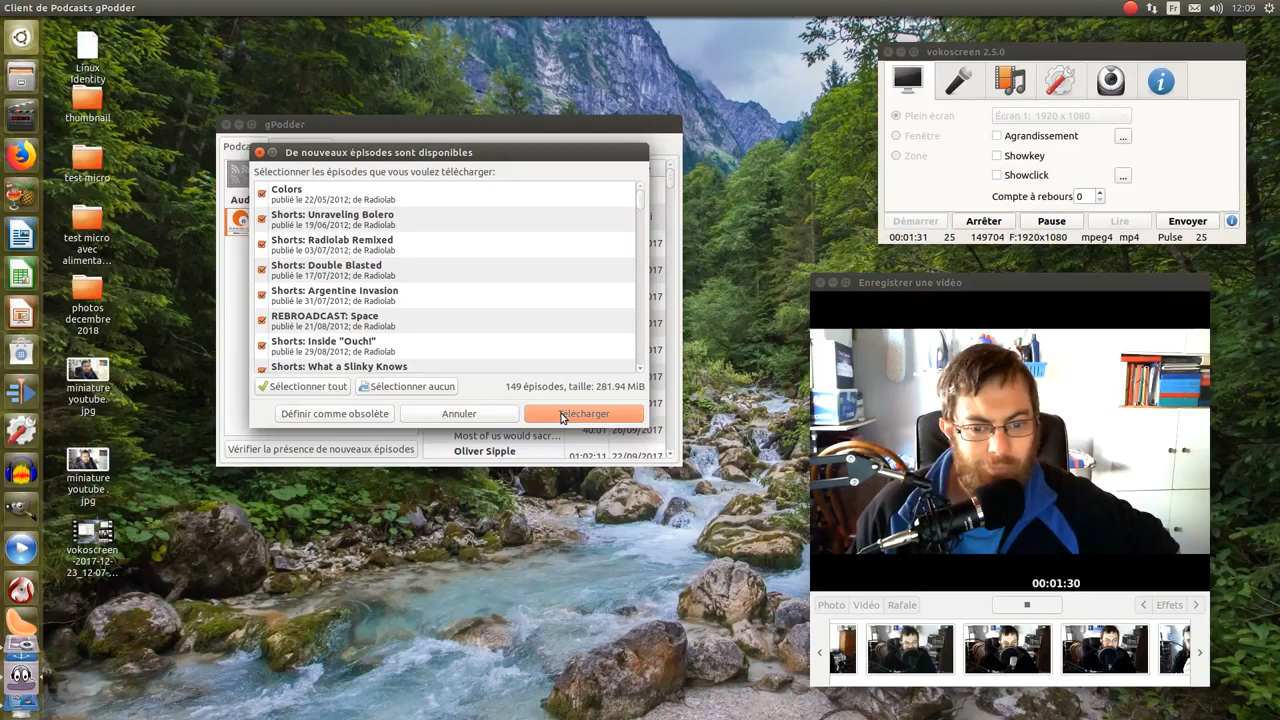 Client de Podcasts gPodder
Fr
12:09
Linux
Identity
thumbnail
test micro
test micro
avec
alimenta...
photos
decembre
2018
miniature
youtube.
jpg
miniature
youtube.
jpg
vokoscreen
-2017-12-
23_12-07-...
gPodder
De nouveaux épisodes sont disponibles
Sélectionner les épisodes que vous voulez télécharger:
Colors
publié le 22/05/2012; de Radiolab
Shorts: Unraveling Bolero
publié le 19/06/2012; de Radiolab
Shorts: Radiolab Remixed
publié le 03/07/2012; de Radiolab
Shorts: Double Blasted
publié le 17/07/2012; de Radiolab
Shorts: Argentine Invasion
publié le 31/07/2012; de Radiolab
REBROADCAST: Space
publié le 21/08/2012; de Radiolab
Shorts: Inside "Ouch!"
publié le 29/08/2012; de Radiolab
Shorts: What a Slinky Knows
Sélectionner tout
Sélectionner aucun
149 épisodes, taille: 281.94 MiB
Définir comme obsolète
Annuler
Télécharger
Most of us would sacr...
40:01 26/09/2017
Vérifier la présence de nouveaux épisodes
Oliver Sipple
01:02:11 22/09/2017
vokoscreen 2.5.0
Plein écran
Écran 1: 1920 x 1080
Fenêtre
Agrandissement
...
Zone
Showkey
Showclick
...
Compte à rebours 0
Démarrer
Arrêter
Pause
Lire
Envoyer
00:01:31 25 149704 F:1920x1080 mpeg4 mp4 Pulse 25
Enregistrer une vidéo
00:01:30
Photo
Vidéo
Rafale
Effets